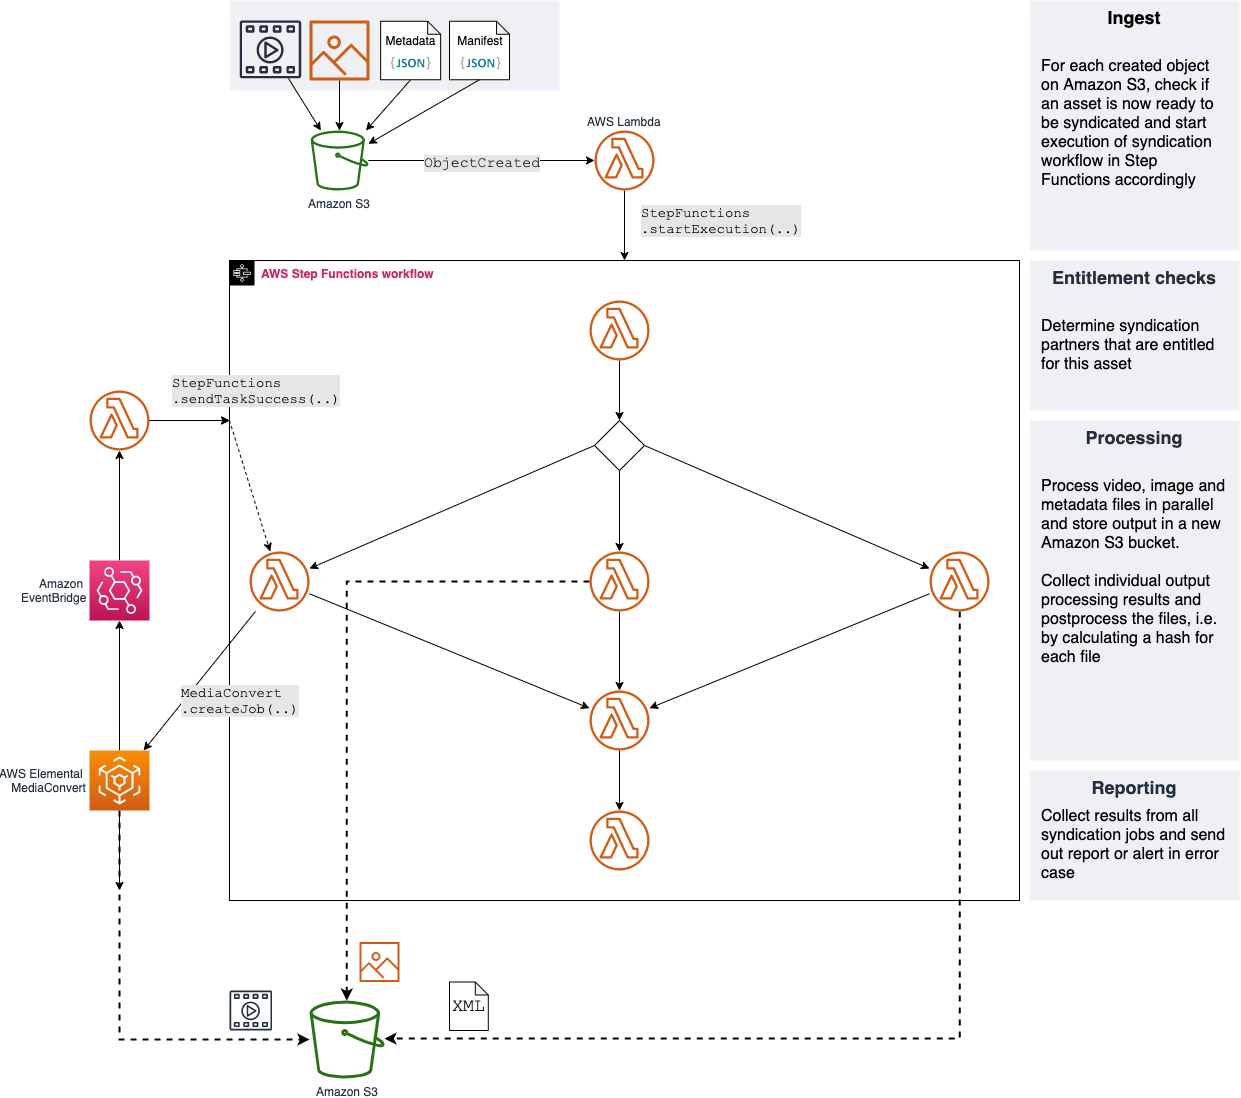 Metadata
{JSON}
Manifest
{JSON}
Amazon S3
ObjectCreated
AWS Lambda
StepFunctions
.startExecution(..)
AWS Step Functions workflow
StepFunctions
.sendTaskSuccess(..)
Amazon
EventBridge
MediaConvert
.createJob(..)
AWS Elemental
MediaConvert
XML
Amazon S3
Ingest
For each created object
on Amazon S3, check if
an asset is now ready to
be syndicated and start
execution of syndication
workflow in Step
Functions accordingly
Entitlement checks
Determine syndication
partners that are entitled
for this asset
Processing
Process video, image and
metadata files in parallel
and store output in a new
Amazon S3 bucket.
Collect individual output
processing results and
postprocess the files, i.e.
by calculating a hash for
each file
Reporting
Collect results from all
syndication jobs and send
out report or alert in error
case